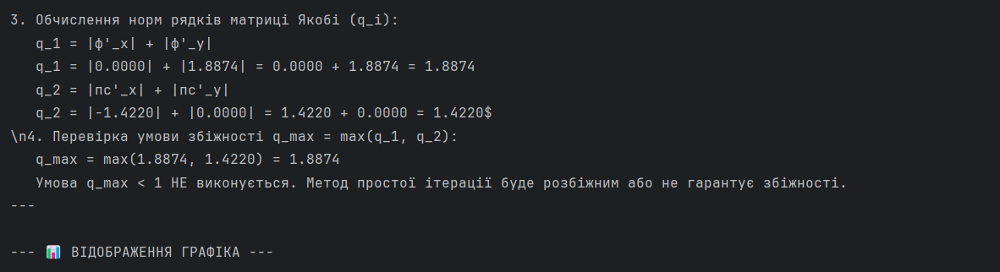 3. Обчислення норм рядків матриці Якобі (q_i):
q_1 = |ф'_x| + |ф'_y|
q_1 = |0.0000| + |1.8874| = 0.0000 + 1.8874 = 1.8874
q_2 = |пс'_x| + |пс'_y|
q_2 = |-1.4220| + |0.0000| = 1.4220 + 0.0000 = 1.4220$
\n4. Перевірка умови збіжності q_max = max(q_1, q_2):
q_max = max(1.8874, 1.4220) = 1.8874
Умова q_max < 1 НЕ виконується. Метод простої ітерації буде розбіжним або не гарантує збіжності.
---
--- 📊 ВІДОБРАЖЕННЯ ГРАФІКА ---